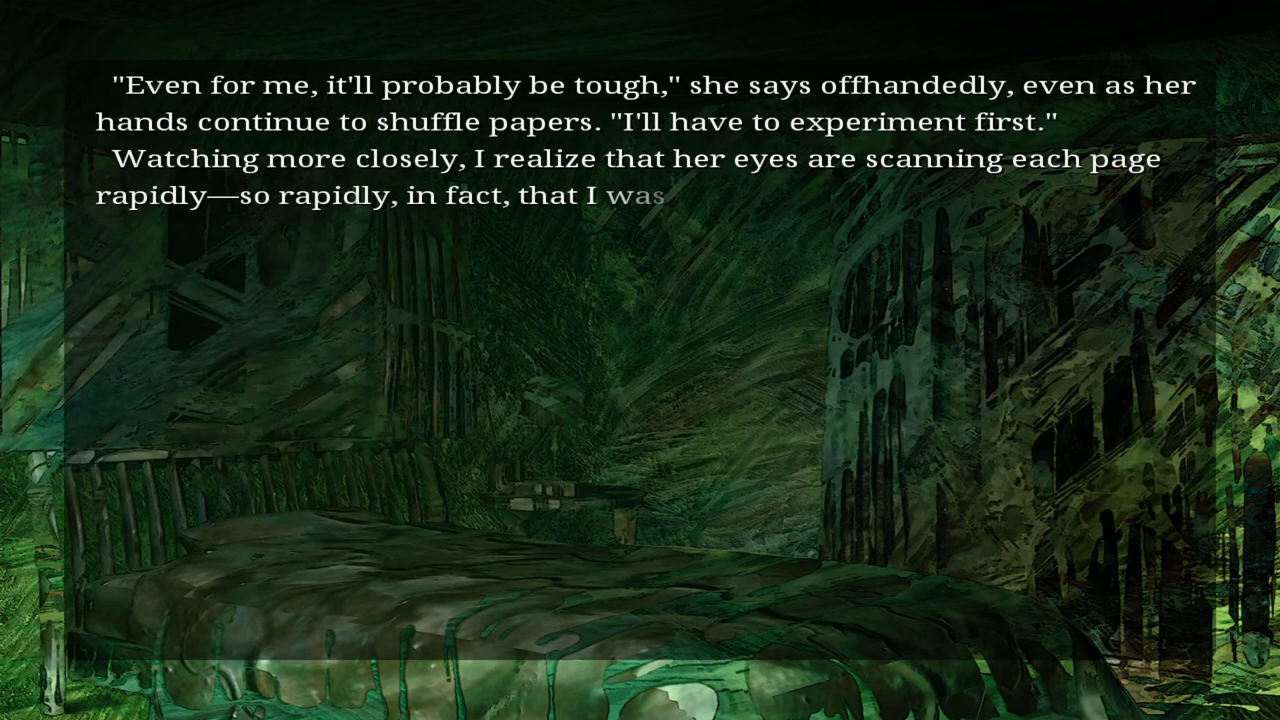 "Even for me, it'll probably be tough," she says offhandedly, even as her
hands continue to shuffle papers. "I'll have to experiment first."
Watching more closely, I realize that her eyes are scanning each page
rapidly—so rapidly, in fact, that I was